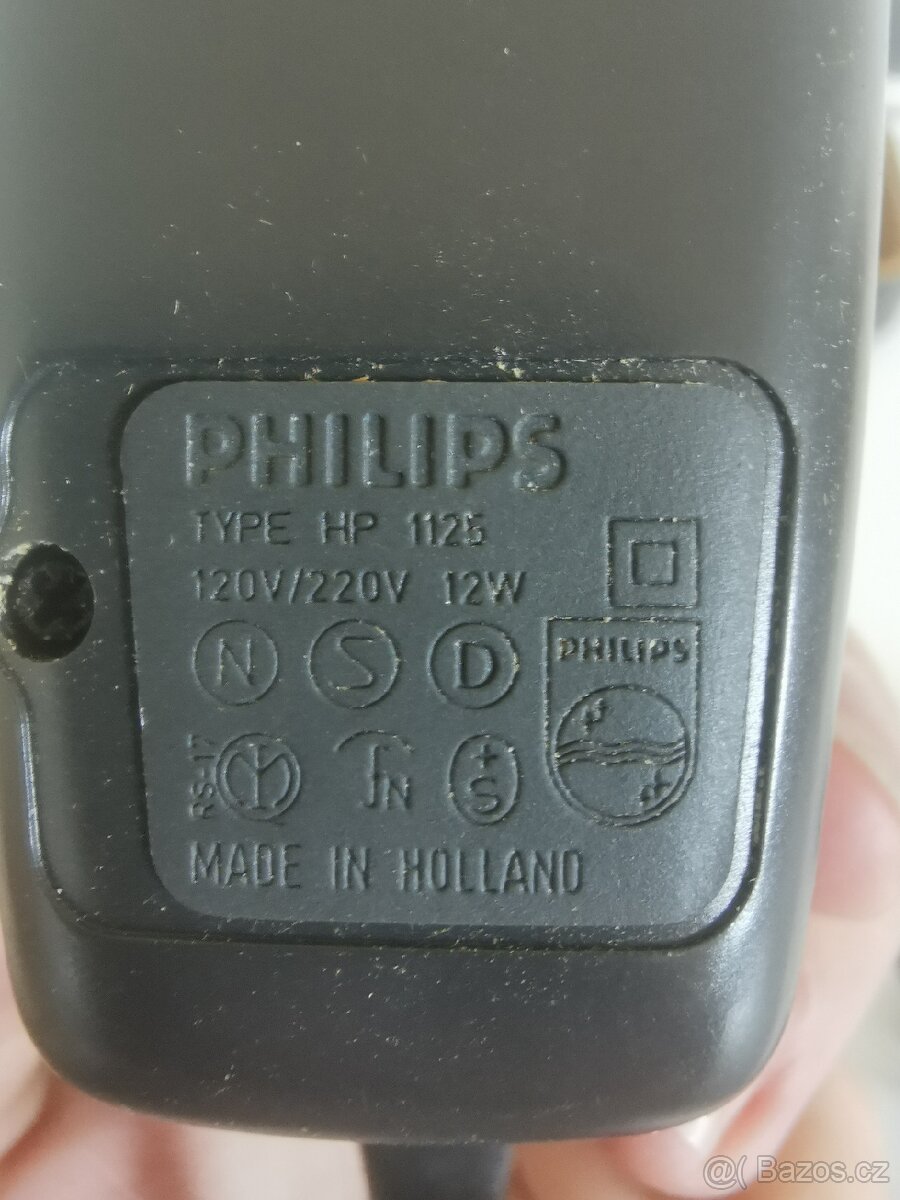 PHILIPS
TYPE HP 1125
120V/220V 12W
N S D
PHILIPS
+
S
MADE IN HOLLAND
@( Bazos.cz